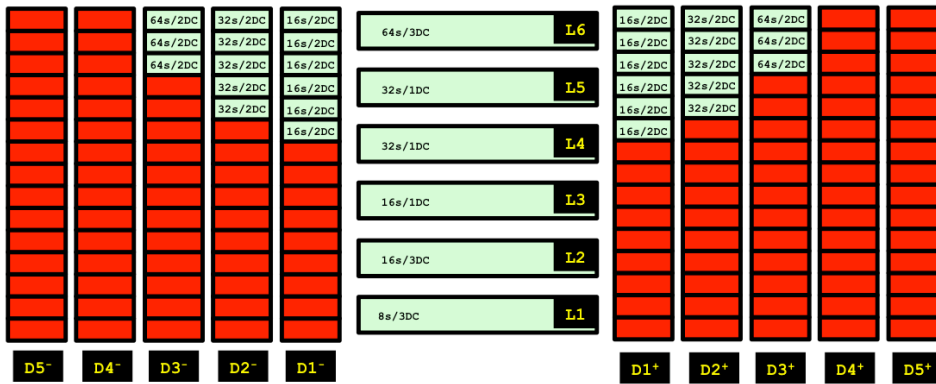 64s/2DC 32s/2DC 16s/2DC 64s/3DC L6 16s/2DC 32s/2DC 64s/2DC
64s/2DC 32s/2DC 16s/2DC 16s/2DC 32s/2DC 64s/2DC
64s/2DC 32s/2DC 16s/2DC 16s/2DC 32s/2DC 64s/2DC
32s/2DC 16s/2DC 32s/1DC L5 16s/2DC 32s/2DC
32s/2DC 16s/2DC 16s/2DC 32s/2DC
16s/2DC 16s/2DC
32s/1DC L4
16s/1DC L3
16s/3DC L2
8s/3DC L1
D5⁻ D4⁻ D3⁻ D2⁻ D1⁻ D1⁺ D2⁺ D3⁺ D4⁺ D5⁺